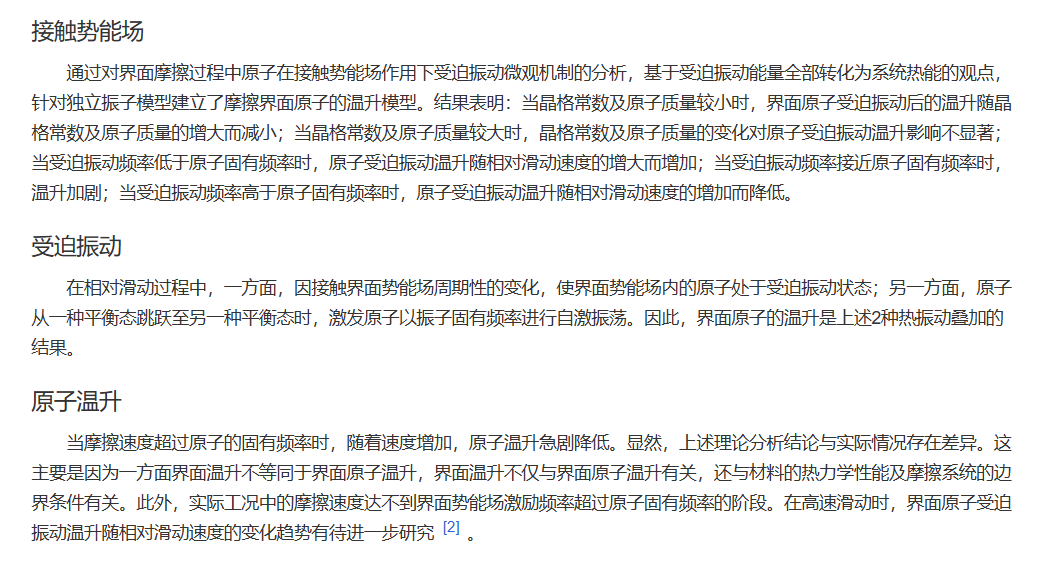 接触势能场
通过对界面摩擦过程中原子在接触势能场作用下受迫振动微观机制的分析，基于受迫振动能量全部转化为系统热能的观点，
针对独立振子模型建立了摩擦界面原子的温升模型。结果表明：当晶格常数及原子质量较小时，界面原子受迫振动后的温升随晶
格常数及原子质量的增大而减小；当晶格常数及原子质量较大时，晶格常数及原子质量的变化对原子受迫振动温升影响不显著；
当受迫振动频率低于原子固有频率时，原子受迫振动温升随相对滑动速度的增大而增加；当受迫振动频率接近原子固有频率时，
温升加剧；当受迫振动频率高于原子固有频率时，原子受迫振动温升随相对滑动速度的增加而降低。
受迫振动
在相对滑动过程中，一方面，因接触界面势能场周期性的变化，使界面势能场内的原子处于受迫振动状态；另一方面，原子
从一种平衡态跳跃至另一种平衡态时，激发原子以振子固有频率进行自激振荡。因此，界面原子的温升是上述2种热振动叠加的
结果。
原子温升
当摩擦速度超过原子的固有频率时，随着速度增加，原子温升急剧降低。显然，上述理论分析结论与实际情况存在差异。这
主要是因为一方面界面温升不等同于界面原子温升，界面温升不仅与界面原子温升有关，还与材料的热力学性能及摩擦系统的边
界条件有关。此外，实际工况中的摩擦速度达不到界面势能场激励频率超过原子固有频率的阶段。在高速滑动时，界面原子受迫
振动温升随相对滑动速度的变化趋势有待进一步研究 [2] 。